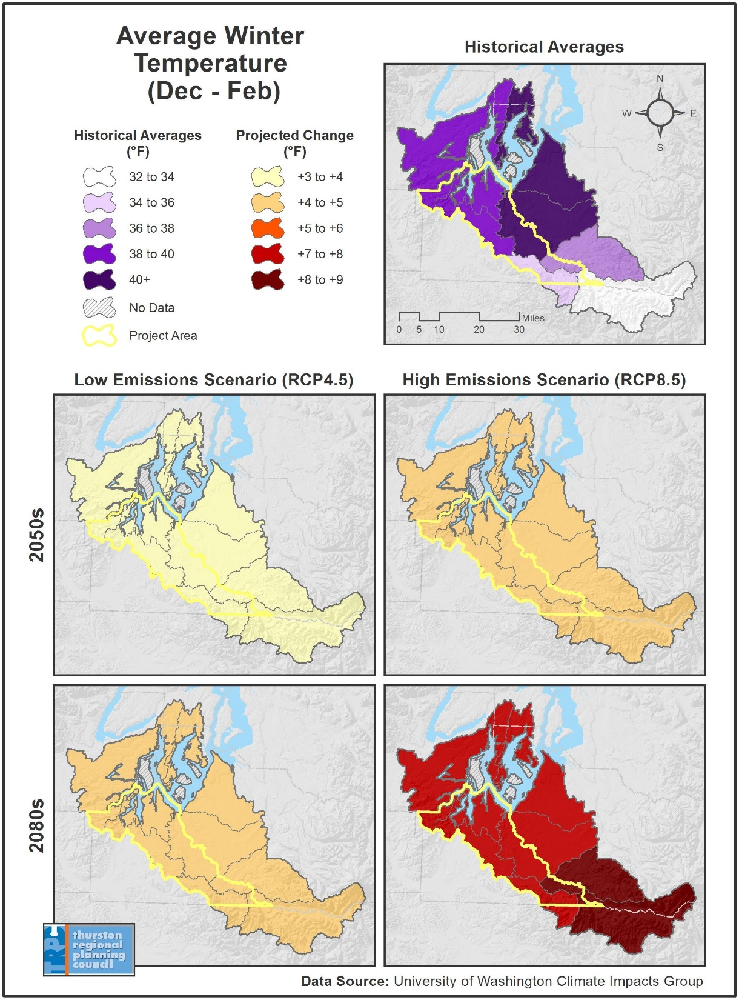 Average Winter
Temperature
(Dec - Feb)
Historical Averages
(°F)
32 to 34
34 to 36
36 to 38
38 to 40
40+
No Data
Project Area
Projected Change
(°F)
+3 to +4
+4 to +5
+5 to +6
+7 to +8
+8 to +9
Historical Averages
N
W E
S
Miles
0 5 10 20 30
Low Emissions Scenario (RCP4.5)
High Emissions Scenario (RCP8.5)
2050s
2080s
TRPC
thurston
regional
planning
council
Data Source: University of Washington Climate Impacts Group